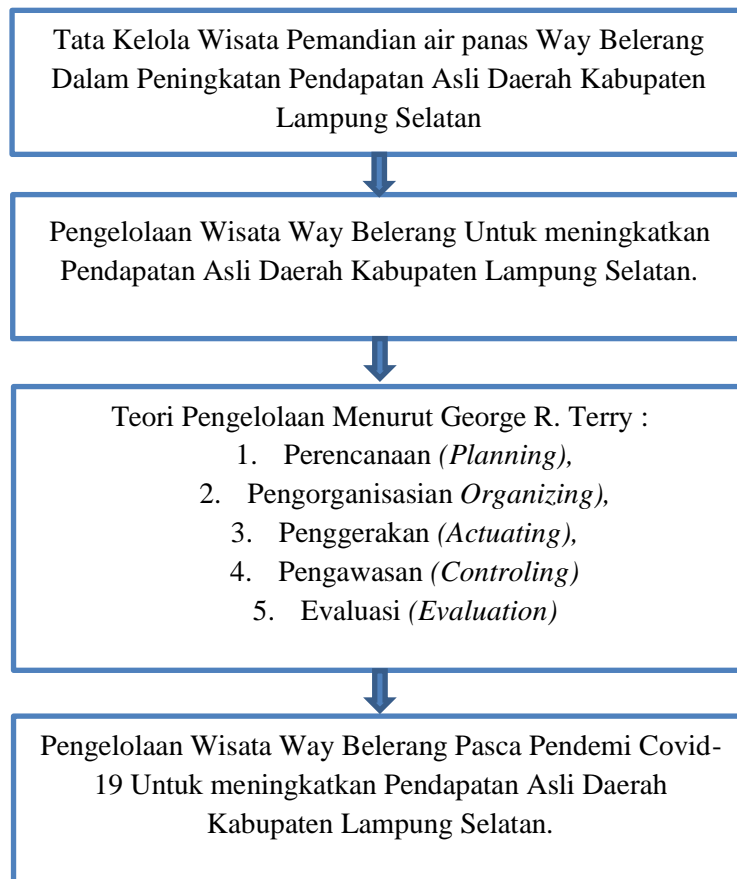 Tata Kelola Wisata Pemandian air panas Way Belerang
Dalam Peningkatan Pendapatan Asli Daerah Kabupaten
Lampung Selatan
Pengelolaan Wisata Way Belerang Untuk meningkatkan
Pendapatan Asli Daerah Kabupaten Lampung Selatan.
Teori Pengelolaan Menurut George R. Terry :
1. Perencanaan (Planning),
2. Pengorganisasian Organizing),
3. Penggerakan (Actuating),
4. Pengawasan (Controling)
5. Evaluasi (Evaluation)
Pengelolaan Wisata Way Belerang Pasca Pendemi Covid-
19 Untuk meningkatkan Pendapatan Asli Daerah
Kabupaten Lampung Selatan.